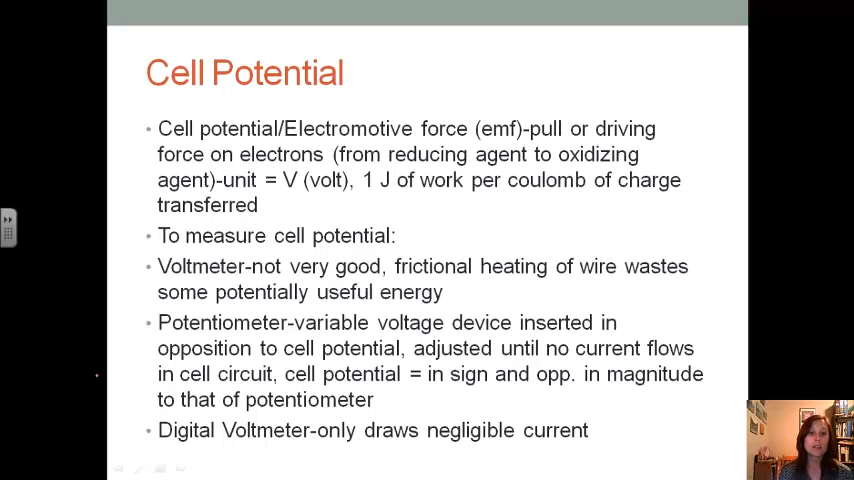 Cell Potential
• Cell potential/Electromotive force (emf)-pull or driving
force on electrons (from reducing agent to oxidizing
agent)-unit = V (volt), 1 J of work per coulomb of charge
transferred
• To measure cell potential:
• Voltmeter-not very good, frictional heating of wire wastes
some potentially useful energy
• Potentiometer-variable voltage device inserted in
opposition to cell potential, adjusted until no current flows
in cell circuit, cell potential = in sign and opp. in magnitude
to that of potentiometer
• Digital Voltmeter-only draws negligible current